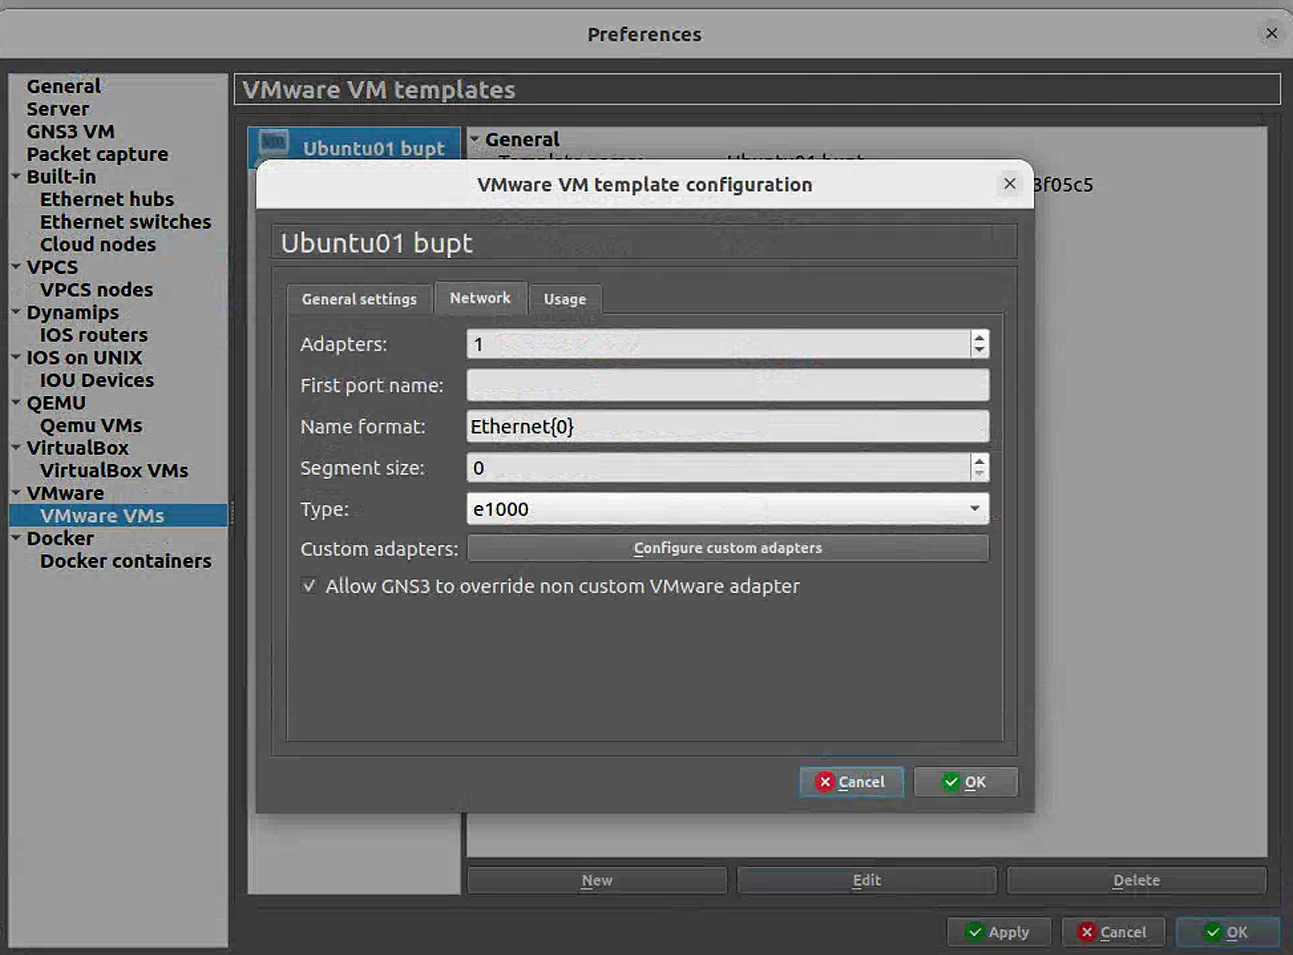 Preferences
General
Server
GNS3 VM
Packet capture
Built-in
Ethernet hubs
Ethernet switches
Cloud nodes
VPCS
VPCS nodes
Dynamips
IOS routers
IOS on UNIX
IOU Devices
QEMU
Qemu VMs
VirtualBox
VirtualBox VMs
VMware
VMware VMs
Docker
Docker containers
VMware VM templates
vm
Ubuntu01 bupt
General
3f05c5
VMware VM template configuration
Ubuntu01 bupt
General settings
Network
Usage
Adapters:
1
First port name:
Name format:
Ethernet{0}
Segment size:
0
Type:
e1000
Custom adapters:
Configure custom adapters
Allow GNS3 to override non custom VMware adapter
Cancel
OK
New
Edit
Delete
Apply
Cancel
OK